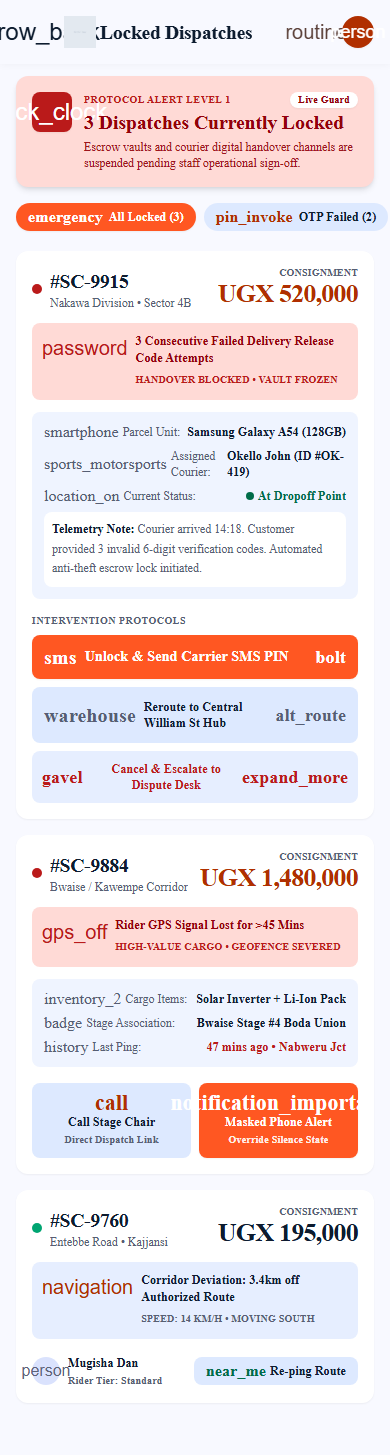 Locked Dispatches
person
PROTOCOL ALERT LEVEL 1
Live Guard
3 Dispatches Currently Locked
Escrow vaults and courier digital handover channels are
suspended pending staff operational sign-off.
emergency All Locked (3)
pin_invoke OTP Failed (2)
#SC-9915
Nakawa Division • Sector 4B
CONSIGNMENT
UGX 520,000
password
3 Consecutive Failed Delivery Release
Code Attempts
HANDOVER BLOCKED • VAULT FROZEN
smartphone Parcel Unit: Samsung Galaxy A54 (128GB)
sports_motorsports Assigned Courier: Okello John (ID #OK-419)
location_on Current Status: At Dropoff Point
Telemetry Note: Courier arrived 14:18. Customer
provided 3 invalid 6-digit verification codes. Automated
anti-theft escrow lock initiated.
INTERVENTION PROTOCOLS
sms Unlock & Send Carrier SMS PIN bolt
warehouse Reroute to Central William St Hub alt_route
gavel Cancel & Escalate to Dispute Desk expand_more
#SC-9884
Bwaise / Kawempe Corridor
CONSIGNMENT
UGX 1,480,000
gps_off
Rider GPS Signal Lost for >45 Mins
HIGH-VALUE CARGO • GEOFENCE SEVERED
inventory_2 Cargo Items: Solar Inverter + Li-Ion Pack
badge Stage Association: Bwaise Stage #4 Boda Union
history Last Ping: 47 mins ago • Nabweru Jct
call
Call Stage Chair
Direct Dispatch Link
notification_importa
Masked Phone Alert
Override Silence State
#SC-9760
Entebbe Road • Kajjansi
CONSIGNMENT
UGX 195,000
navigation
Corridor Deviation: 3.4km off
Authorized Route
SPEED: 14 KM/H • MOVING SOUTH
person
Mugisha Dan
Rider Tier: Standard
near_me Re-ping Route